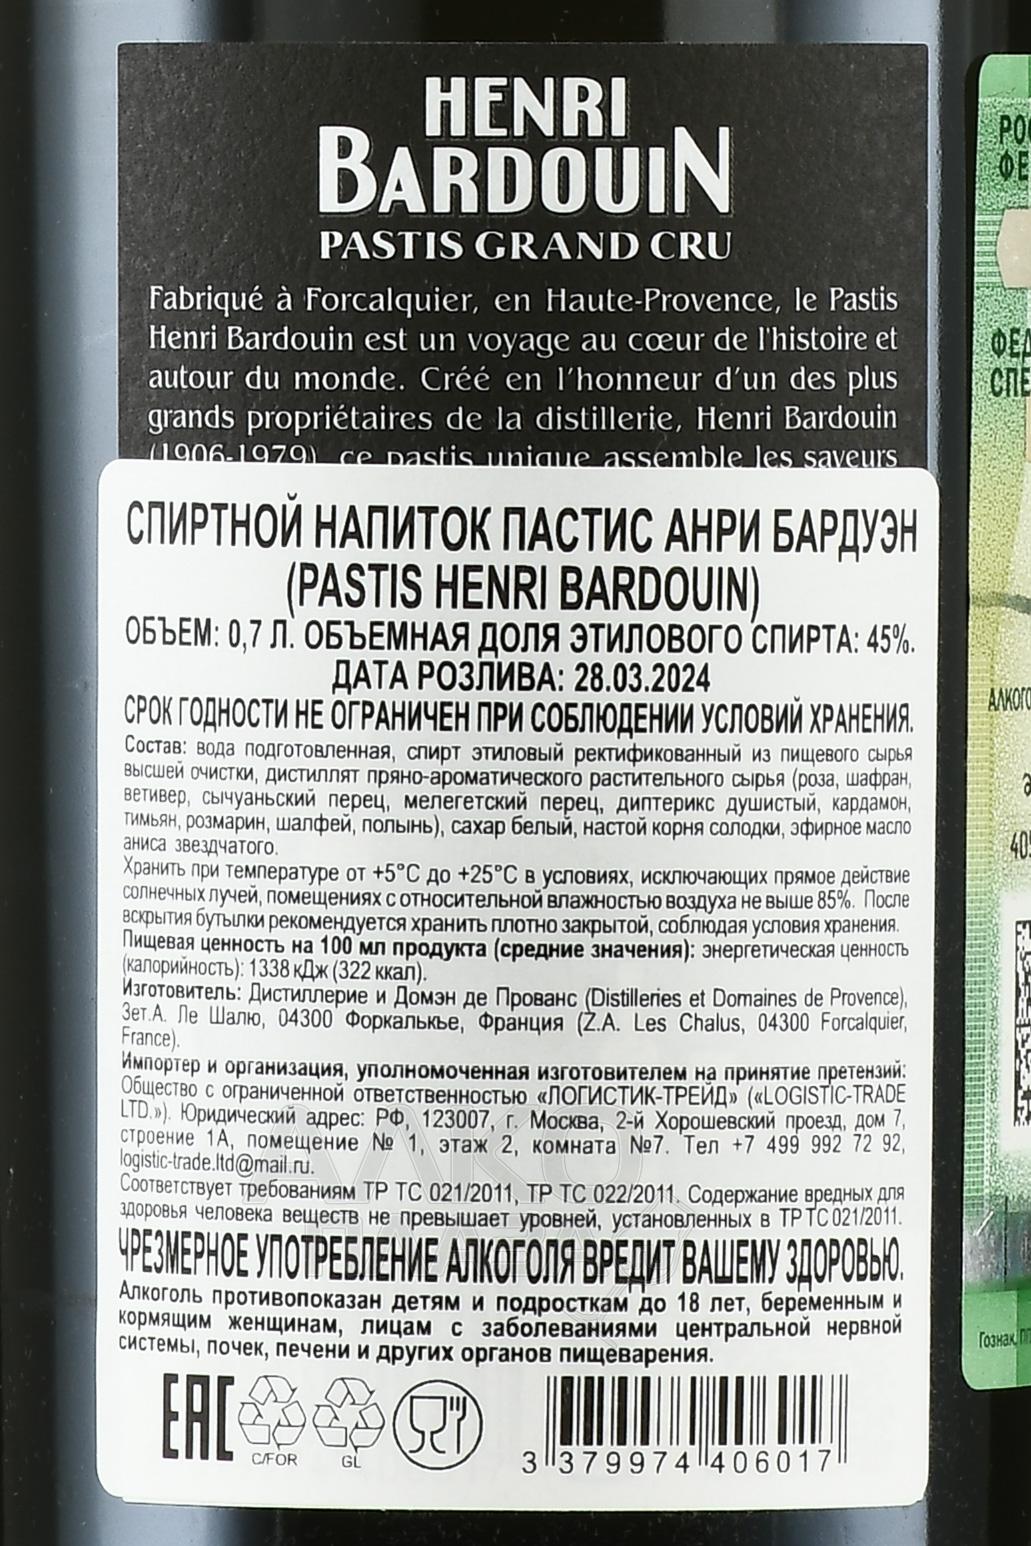 HENRI
BARDOUIN
PASTIS GRAND CRU
Fabriqué à Forcalquier, en Haute-Provence, le Pastis
Henri Bardouin est un voyage au cœur de l'histoire et
autour du monde. Créé en l'honneur d'un des plus
grands propriétaires de la distillerie, Henri Bardouin
(1906-1979), ce pastis unique assemble les saveurs
СПИРТНОЙ НАПИТОК ПАСТИС АНРИ БАРДУЭН
(PASTIS HENRI BARDOUIN)
ОБЪЕМ: 0,7 Л. ОБЪЕМНАЯ ДОЛЯ ЭТИЛОВОГО СПИРТА: 45%.
ДАТА РОЗЛИВА: 28.03.2024
СРОК ГОДНОСТИ НЕ ОГРАНИЧЕН ПРИ СОБЛЮДЕНИИ УСЛОВИЙ ХРАНЕНИЯ.
Состав: вода подготовленная, спирт этиловый ректификованный из пищевого сырья
высшей очистки, дистиллят пряно-ароматического растительного сырья (роза, шафран,
ветивер, сычуаньский перец, мелегетский перец, диптерикс душистый, кардамон,
тимьян, розмарин, шалфей, полынь), сахар белый, настой корня солодки, эфирное масло
аниса звездчатого.
Хранить при температуре от +5°С до +25°С в условиях, исключающих прямое действие
солнечных лучей, помещениях с относительной влажностью воздуха не выше 85%. После
вскрытия бутылки рекомендуется хранить плотно закрытой, соблюдая условия хранения.
Пищевая ценность на 100 мл продукта (средние значения): энергетическая ценность
(калорийность): 1338 кДж (322 ккал).
Изготовитель: Дистиллерие и Домэн де Прованс (Distilleries et Domaines de Provence),
Зет.А. Ле Шалю, 04300 Форкалькье, Франция (Z.A. Les Chalus, 04300 Forcalquier,
France).
Импортер и организация, уполномоченная изготовителем на принятие претензий:
Общество с ограниченной ответственностью «ЛОГИСТИК-ТРЕЙД» («LOGISTIC-TRADE
LTD.»). Юридический адрес: РФ, 123007, г. Москва, 2-й Хорошевский проезд, дом 7,
строение 1А, помещение № 1, этаж 2, комната №7. Тел +7 499 992 72 92,
logistic-trade.ltd@mail.ru.
Соответствует требованиям ТР ТС 021/2011, ТР ТС 022/2011. Содержание вредных для
здоровья человека веществ не превышает уровней, установленных в ТР ТС 021/2011.
ЧРЕЗМЕРНОЕ УПОТРЕБЛЕНИЕ АЛКОГОЛЯ ВРЕДИТ ВАШЕМУ ЗДОРОВЬЮ.
Алкоголь противопоказан детям и подросткам до 18 лет, беременным и
кормящим женщинам, лицам с заболеваниями центральной нервной
системы, почек, печени и других органов пищеварения.
EAC
C/FOR
GL
3 379974 406017
Гознак